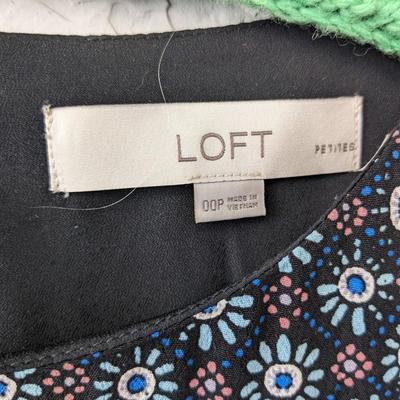 LOFT
PETITES
00P MADE IN
VIETNAM